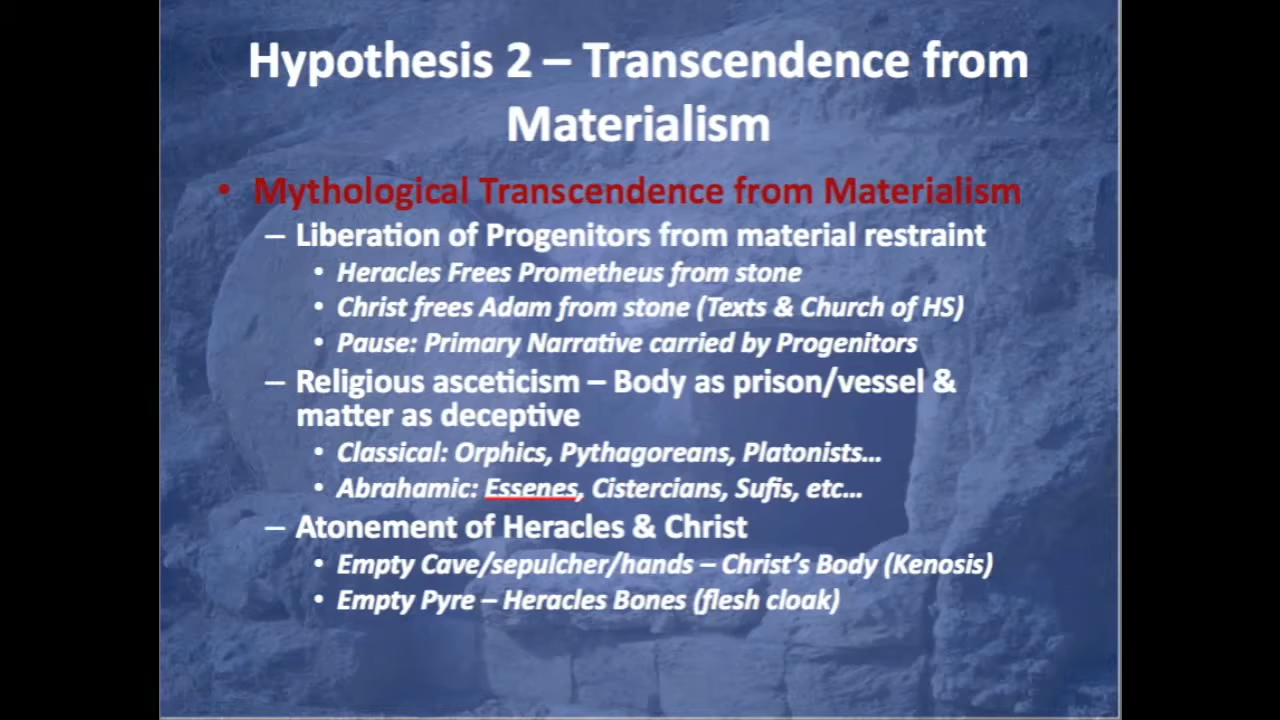 Hypothesis 2 – Transcendence from
Materialism
• Mythological Transcendence from Materialism
– Liberation of Progenitors from material restraint
• Heracles Frees Prometheus from stone
• Christ frees Adam from stone (Texts & Church of HS)
• Pause: Primary Narrative carried by Progenitors
– Religious asceticism – Body as prison/vessel &
matter as deceptive
• Classical: Orphics, Pythagoreans, Platonists...
• Abrahamic: Essenes, Cistercians, Sufis, etc...
– Atonement of Heracles & Christ
• Empty Cave/sepulcher/hands – Christ's Body (Kenosis)
• Empty Pyre – Heracles Bones (flesh cloak)